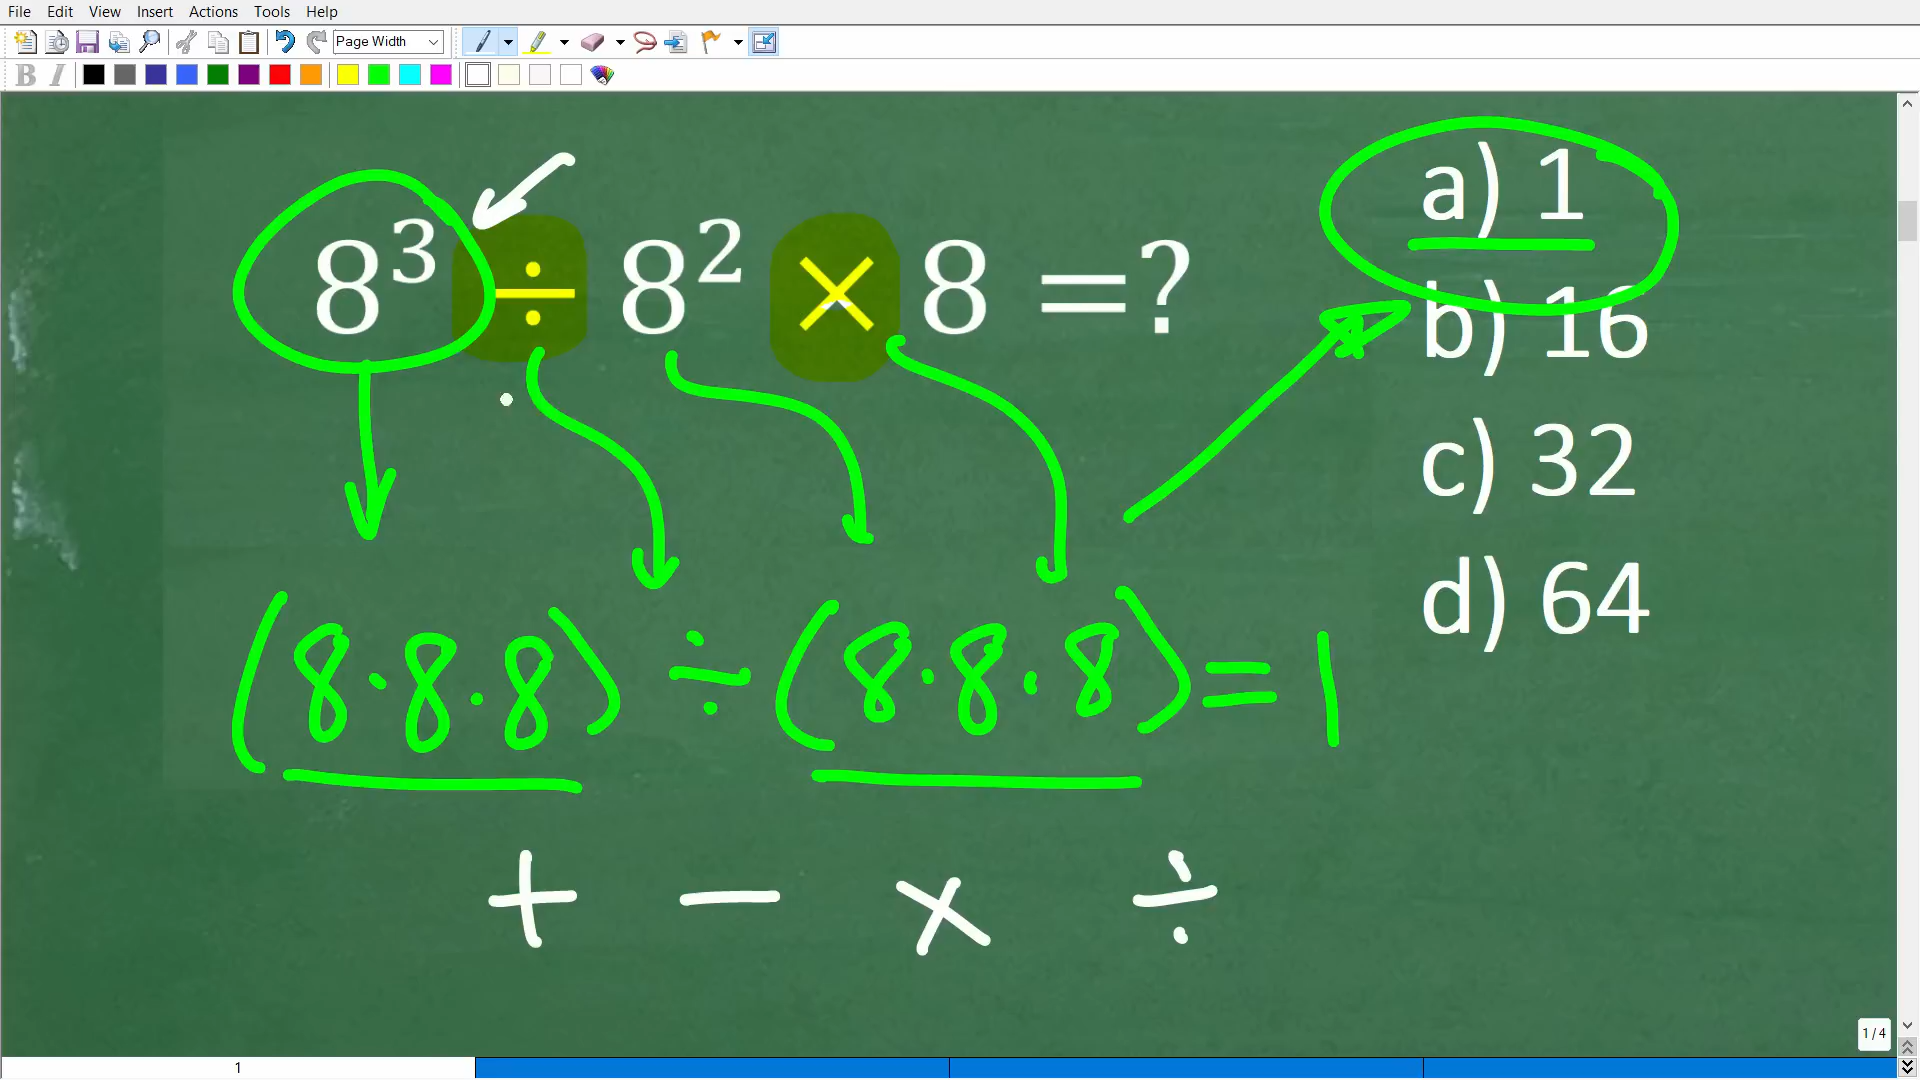 File Edit View Insert Actions Tools Help
Page Width
B I
8³ ÷ 8² × 8 =?
a) 1
b) 16
c) 32
d) 64
(8·8·8) ÷ (8·8·8) = 1
+ − × ÷
1/4
1